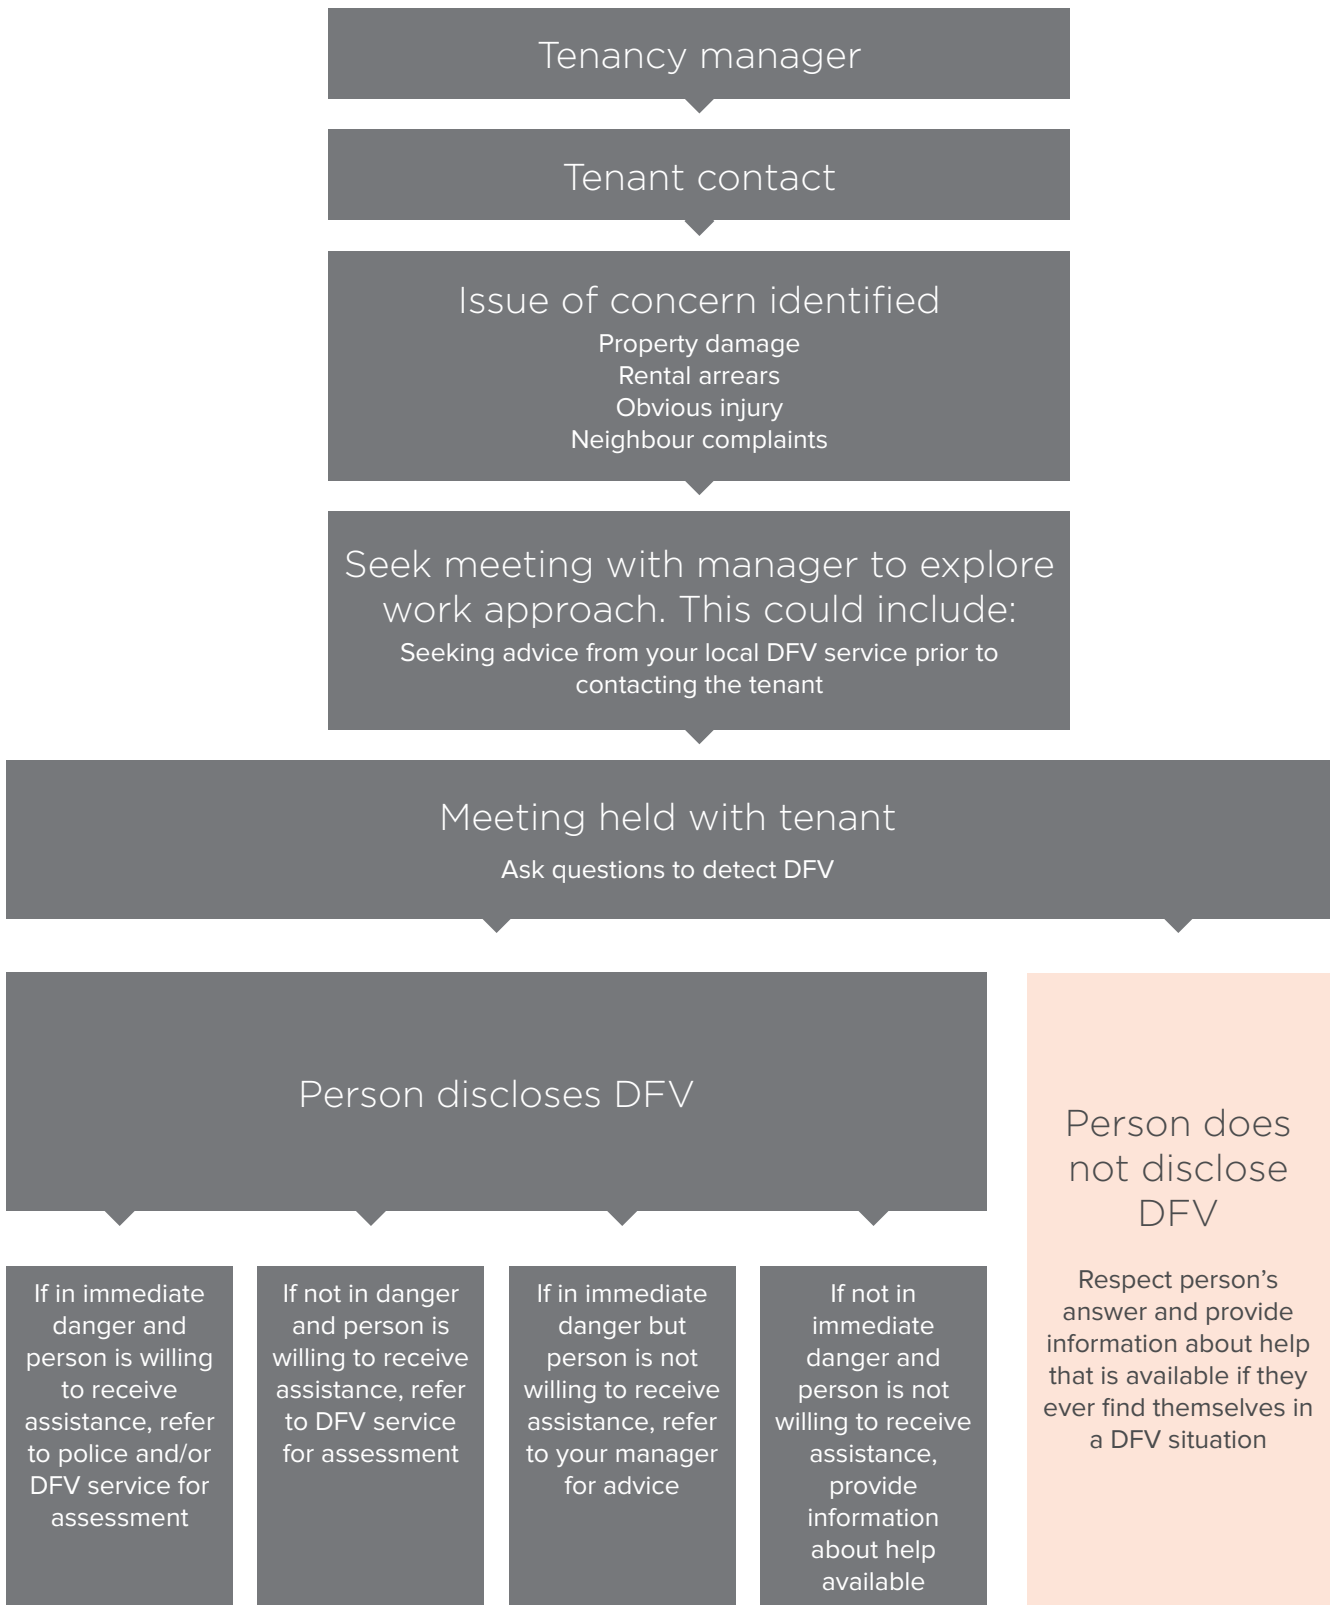 Tenancy manager
Tenant contact
Issue of concern identified
Property damage
Rental arrears
Obvious injury
Neighbour complaints
Seek meeting with manager to explore
work approach. This could include:
Seeking advice from your local DFV service prior to
contacting the tenant
Meeting held with tenant
Ask questions to detect DFV
Person discloses DFV
If in immediate
danger and
person is willing
to receive
assistance, refer
to police and/or
DFV service for
assessment
If not in danger
and person is
willing to receive
assistance, refer
to DFV service
for assessment
If in immediate
danger but
person is not
willing to receive
assistance, refer
to your manager
for advice
If not in
immediate
danger and
person is not
willing to receive
assistance,
provide
information
about help
available
Person does
not disclose
DFV
Respect person’s
answer and provide
information about help
that is available if they
ever find themselves in
a DFV situation